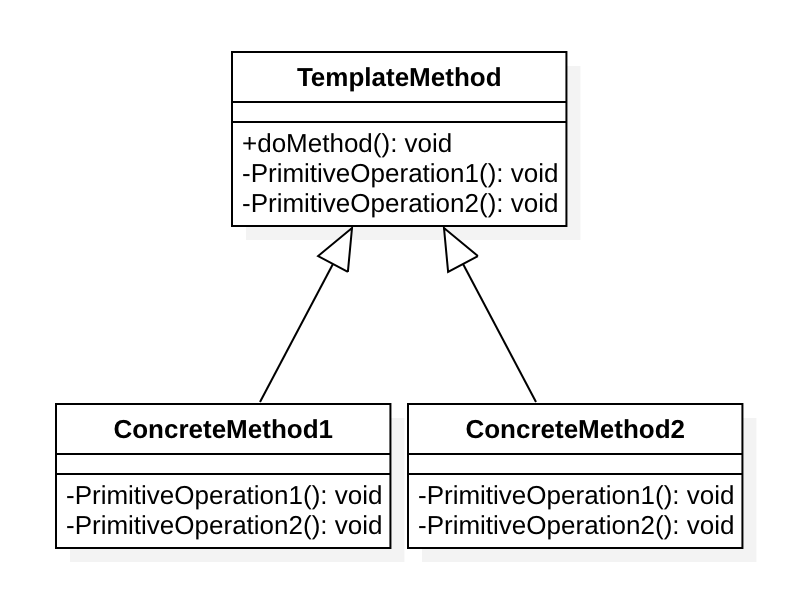 TemplateMethod
+doMethod(): void
-PrimitiveOperation1(): void
-PrimitiveOperation2(): void
ConcreteMethod1
-PrimitiveOperation1(): void
-PrimitiveOperation2(): void
ConcreteMethod2
-PrimitiveOperation1(): void
-PrimitiveOperation2(): void